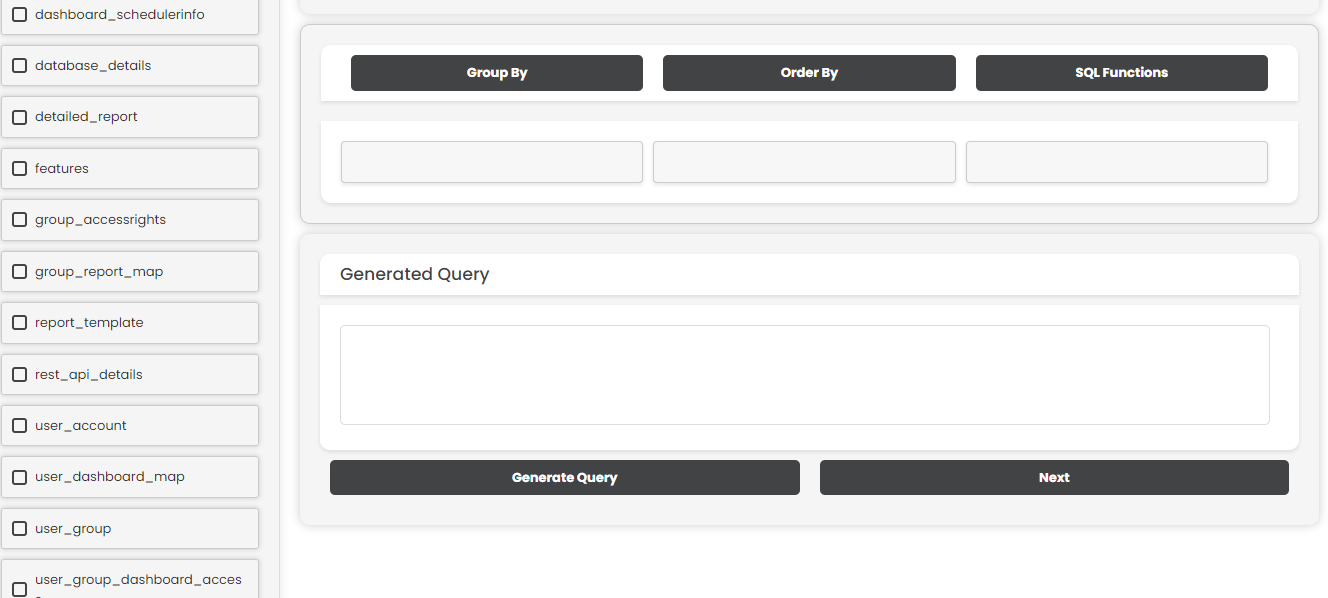 dashboard_schedulerinfo
database_details
detailed_report
features
group_accessrights
group_report_map
report_template
rest_api_details
user_account
user_dashboard_map
user_group
user_group_dashboard_acces
Group By
Order By
SQL Functions
Generated Query
Generate Query
Next